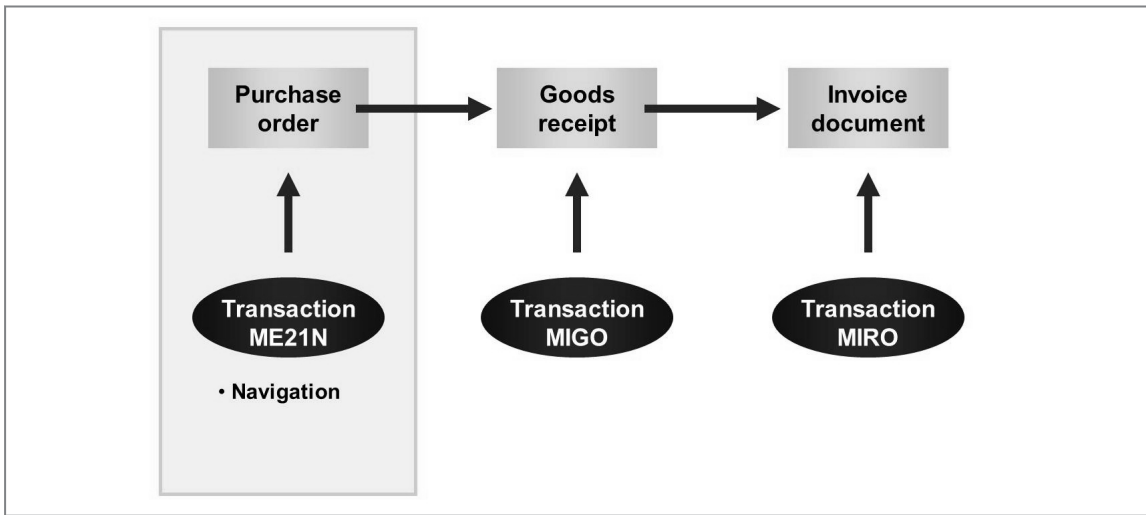 Purchase
order
Goods
receipt
Invoice
document
Transaction
ME21N
Transaction
MIGO
Transaction
MIRO
• Navigation